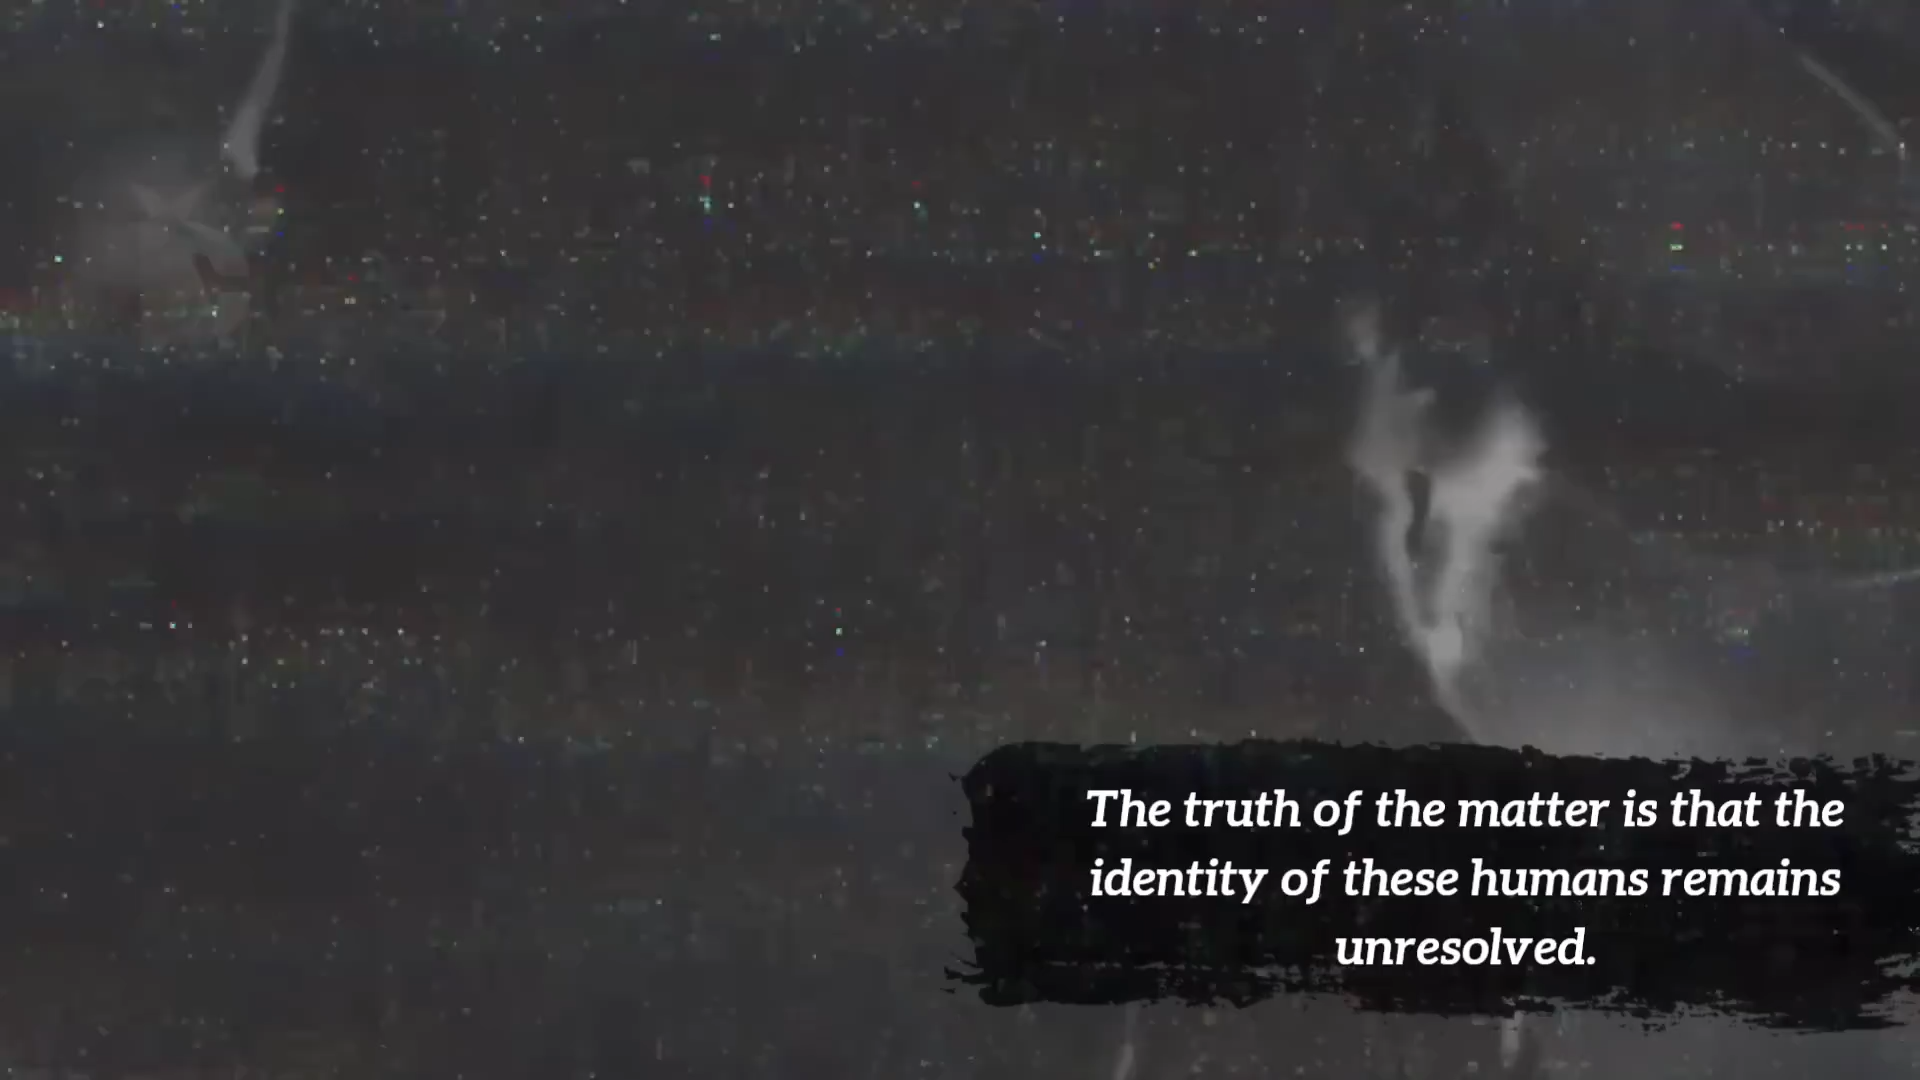 The truth of the matter is that the
identity of these humans remains
unresolved.